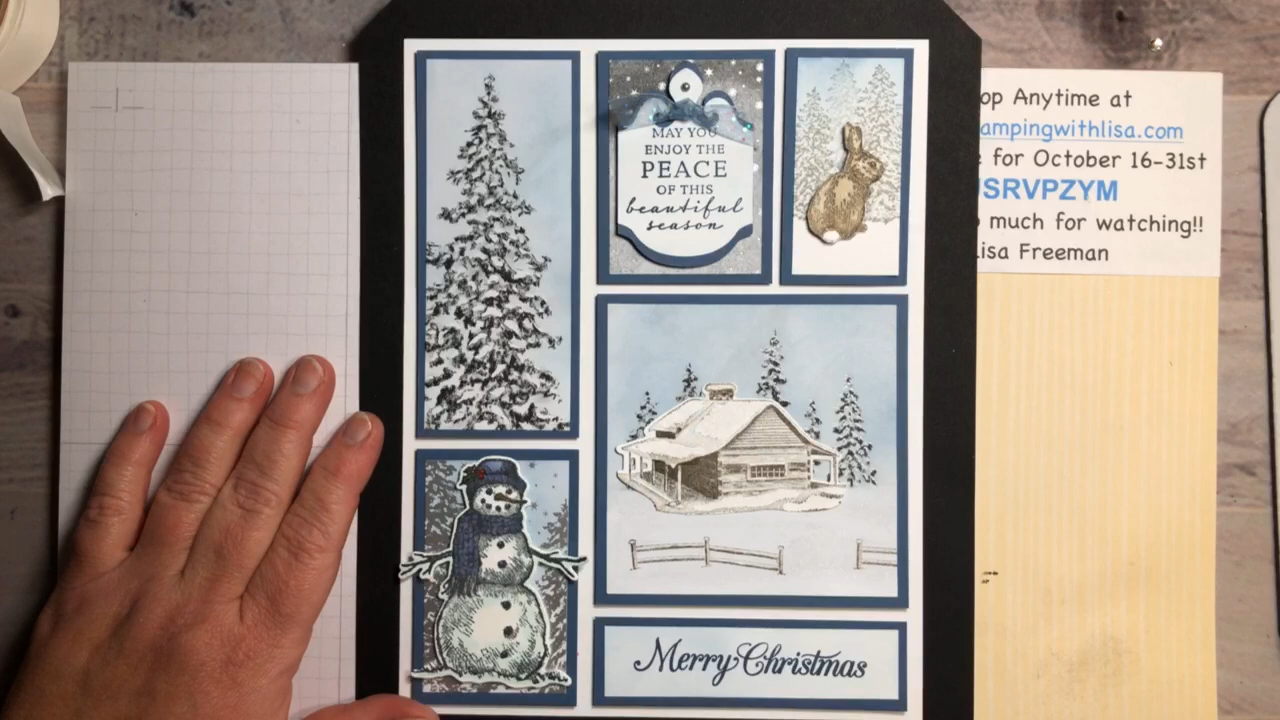 MAY YOU
ENJOY THE
PEACE
OF THIS
beautiful
season
Merry Christmas
op Anytime at
ampingwithlisa.com
e for October 16-31st
SRVPZYM
much for watching!!
isa Freeman